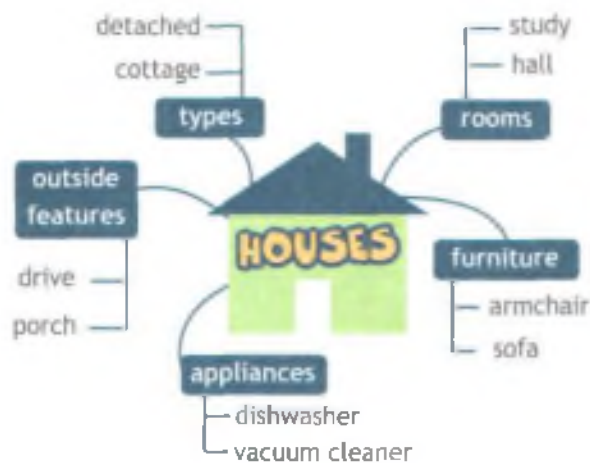 detached
cottage
types
study
hall
rooms
outside
features
drive
porch
HOUSES
furniture
armchair
sofa
appliances
dishwasher
vacuum cleaner